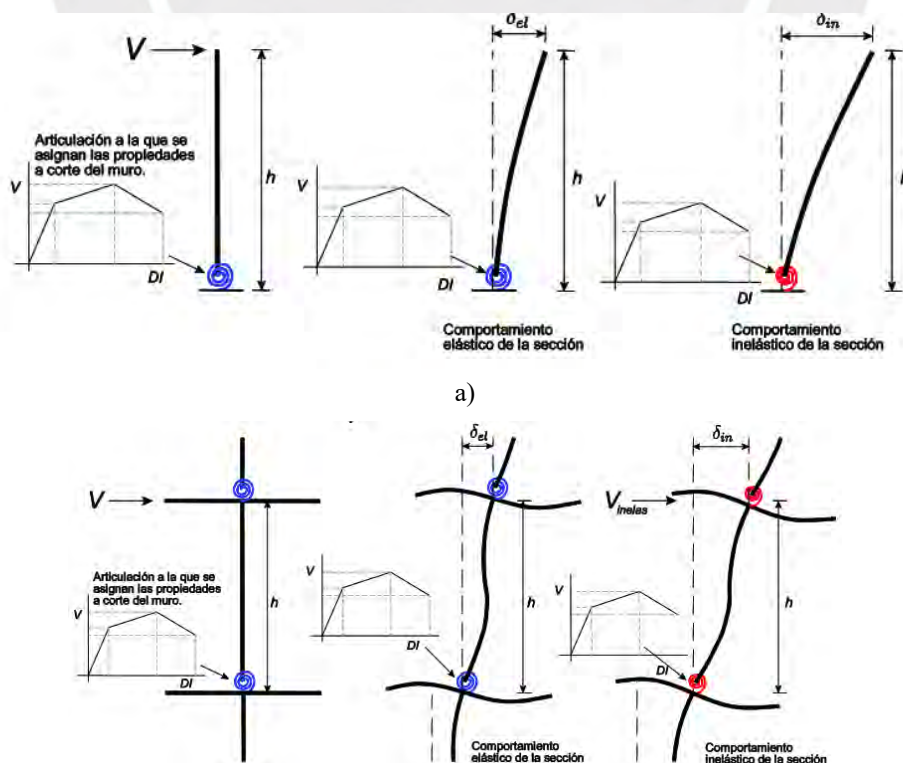 V
δel
δin
Articulación a la que se
asignan las propiedades
a corte del muro.
V
DI
h
V
DI
h
V
DI
Comportamiento
elástico de la sección
Comportamiento
inelástico de la sección
a)
V
δel
δin
Vinelas
Articulación a la que se
asignan las propiedades
a corte del muro.
V
DI
h
V
DI
h
V
DI
h
Comportamiento
elástico de la sección
Comportamiento
inelástico de la sección